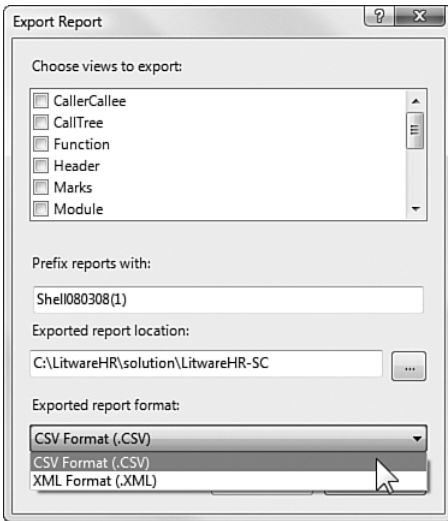 Export Report
Choose views to export:
CallerCallee
CallTree
Function
Header
Marks
Module
Prefix reports with:
Shell080308(1)
Exported report location:
C:\LitwareHR\solution\LitwareHR-SC
...
Exported report format:
CSV Format (.CSV)
CSV Format (.CSV)
XML Format (.XML)